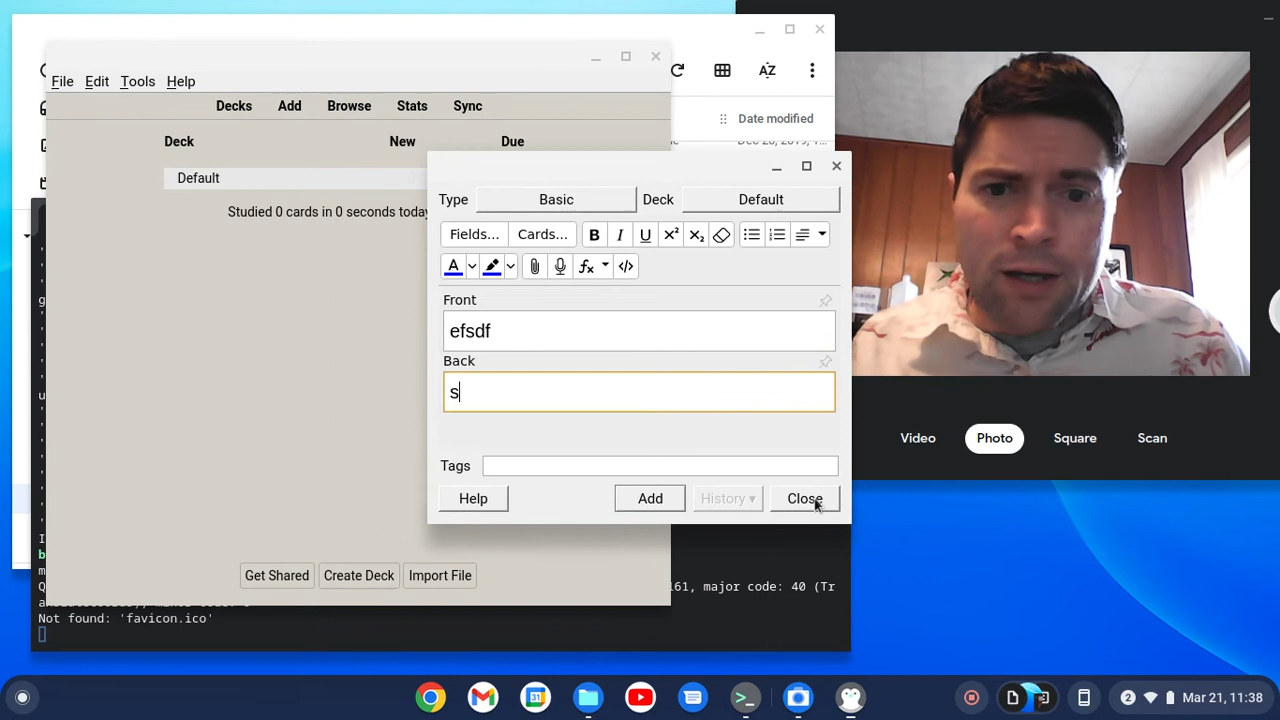 File Edit Tools Help
Decks Add Browse Stats Sync
AZ
Date modified
Deck New Due
Default
Studied 0 cards in 0 seconds today
Type Basic Deck Default
Fields... Cards...
Front
efsdf
Back
s
Tags
Help Add History ▾ Close
Get Shared Create Deck Import File
161, major code: 40 (Tr
Not found: 'favicon.ico'
Video Photo Square Scan
2 Mar 21, 11:38